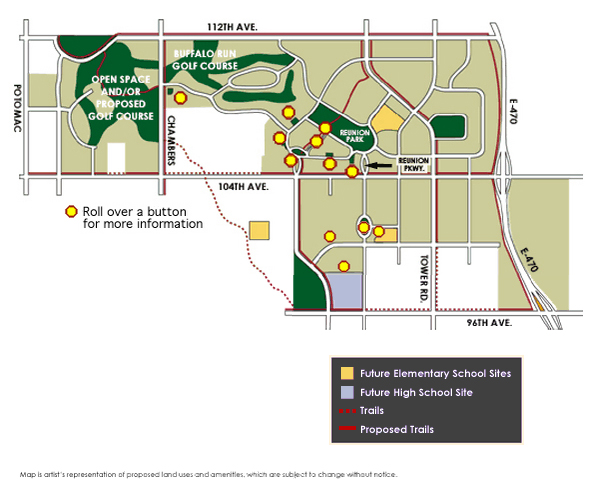 112TH AVE.
BUFFALO RUN
GOLF COURSE
OPEN SPACE
AND/OR
PROPOSED
GOLF COURSE
POTOMAC
CHAMBERS
E-470
REUNION
PARK
REUNION
PKWY.
104TH AVE.
Roll over a button
for more information
E-470
TOWER RD.
96TH AVE.
Future Elementary School Sites
Future High School Site
Trails
Proposed Trails
Map is artist's representation of proposed land uses and amenities, which are subject to change without notice.